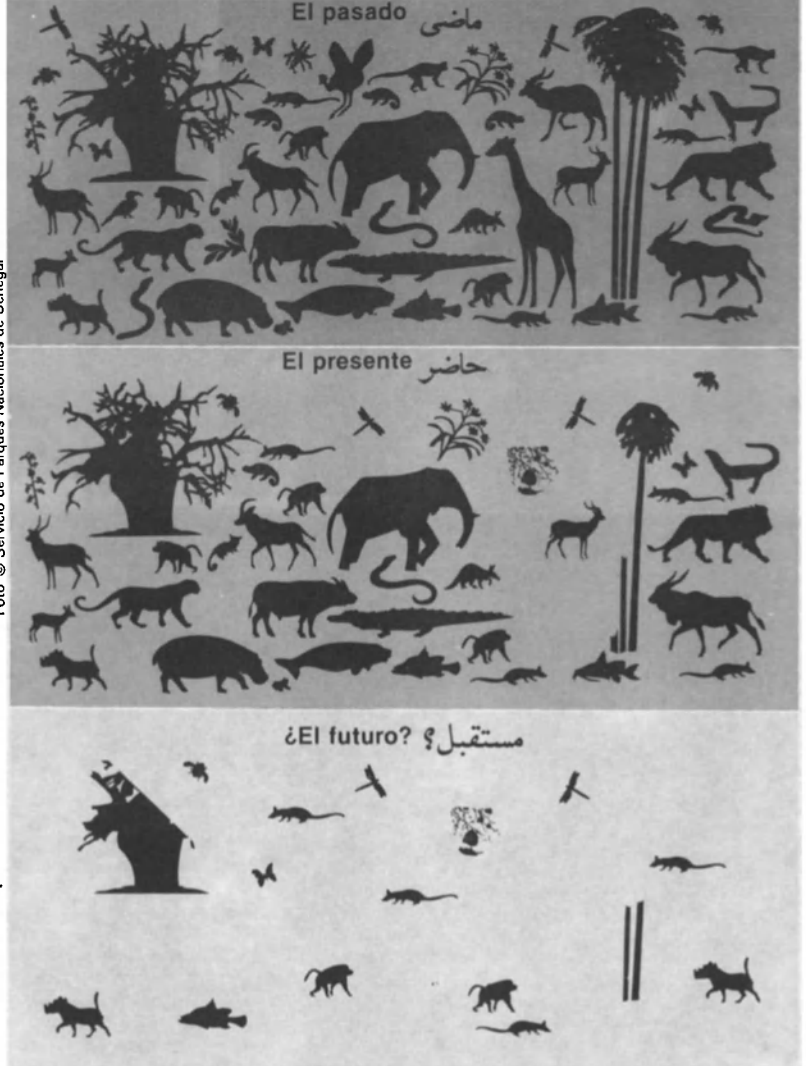 El pasado ماضى
El presente حاضر
¿El futuro? مستقبل؟
Foto © Servicio de Parques Nacionales de Senegal